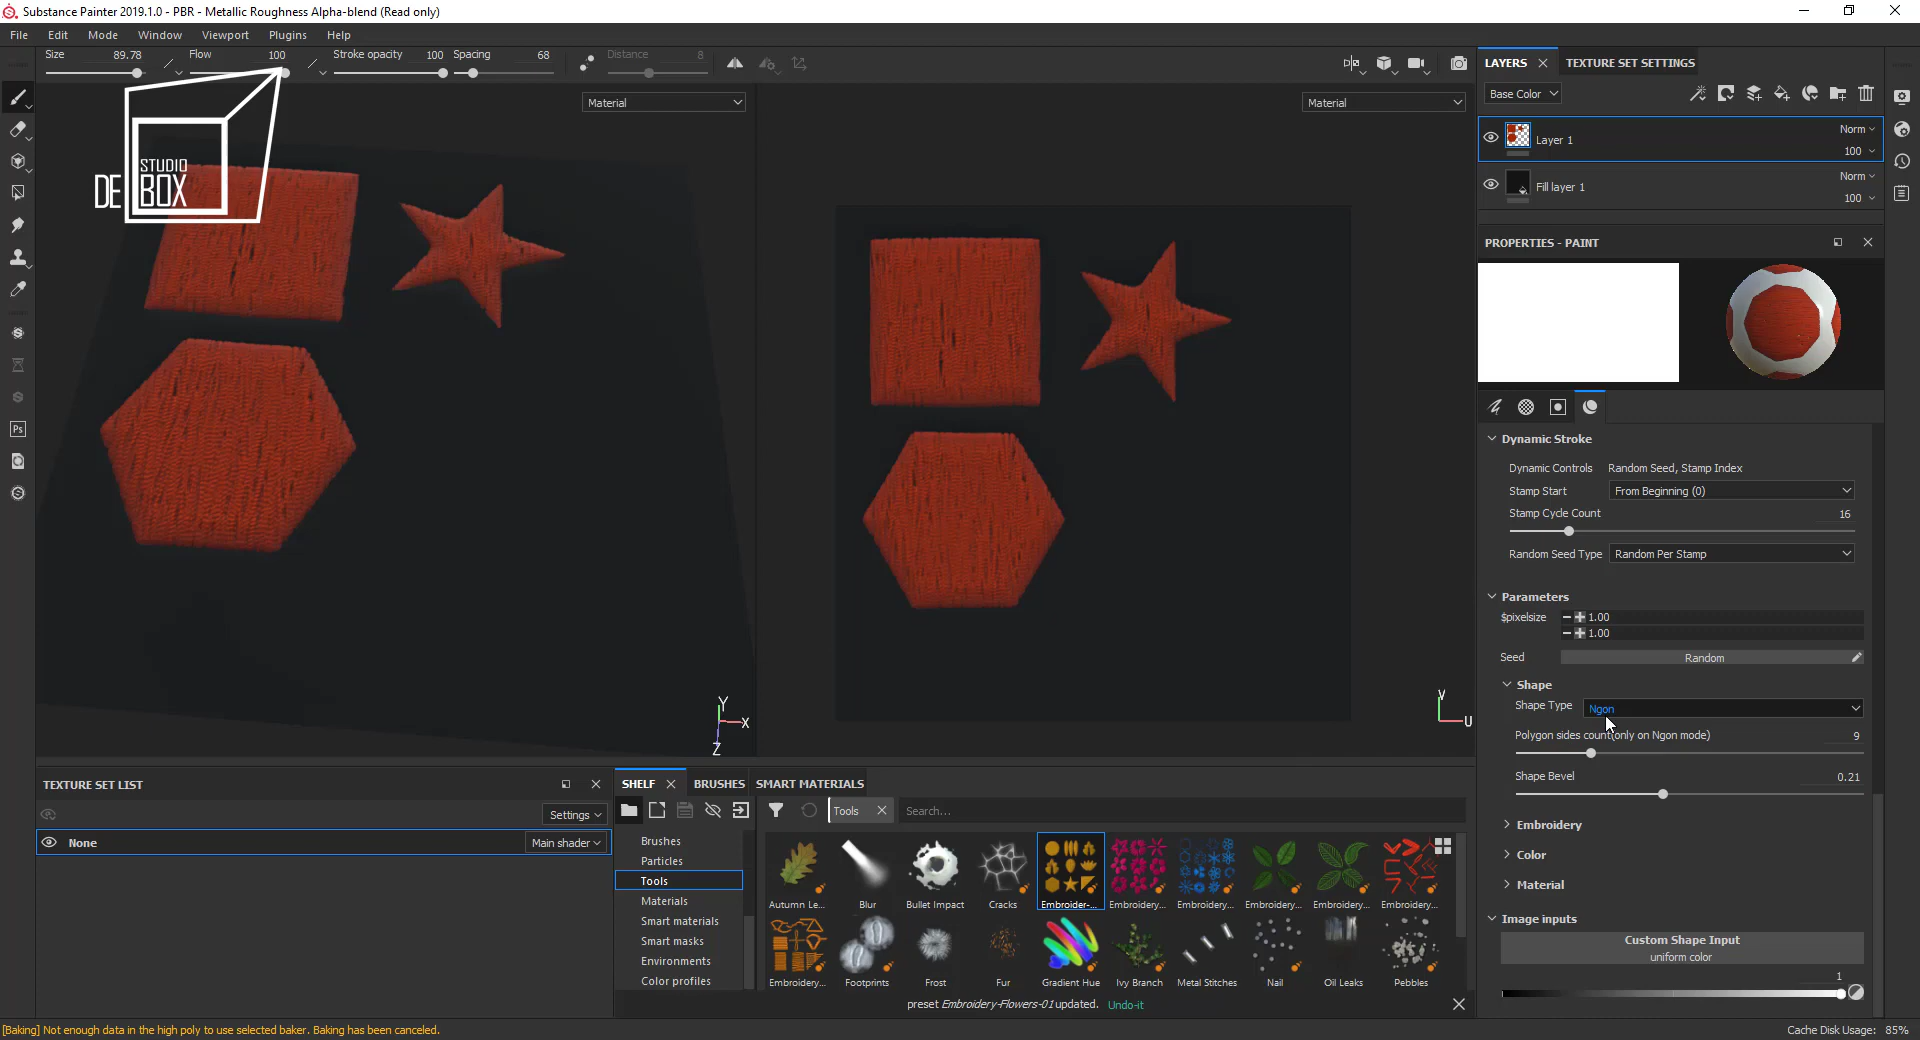 Substance Painter 2019.1.0 - PBR - Metallic Roughness Alpha-blend (Read only)
File Edit Mode Window Viewport Plugins Help
Size 89.78 Flow 100 Stroke opacity 100 Spacing 68 Distance 8
Material
Material
STUDIO
DE BOX
Y
X
Z
V
U
LAYERS TEXTURE SET SETTINGS
Base Color
Layer 1 Norm
100
Fill layer 1 Norm
100
PROPERTIES - PAINT
Dynamic Stroke
Dynamic Controls Random Seed, Stamp Index
Stamp Start From Beginning (0)
Stamp Cycle Count 16
Random Seed Type Random Per Stamp
Parameters
$pixelsize 1.00
1.00
Seed Random
Shape
Shape Type Ngon
Polygon sides count(only on Ngon mode) 9
Shape Bevel 0.21
Embroidery
Color
Material
Image inputs
Custom Shape Input
uniform color
1
Ps
TEXTURE SET LIST
Settings
None Main shader
SHELF BRUSHES SMART MATERIALS
Tools Search...
Brushes
Particles
Tools
Materials
Smart materials
Smart masks
Environments
Color profiles
Autumn Le... Blur Bullet Impact Cracks Embroider-... Embroidery... Embroidery... Embroidery... Embroidery... Embroidery...
Embroidery... Footprints Frost Fur Gradient Hue Ivy Branch Metal Stitches Nail Oil Leaks Pebbles
preset Embroidery-Flowers-01 updated. Undo-it
[Baking] Not enough data in the high poly to use selected baker. Baking has been canceled.
Cache Disk Usage: 85%